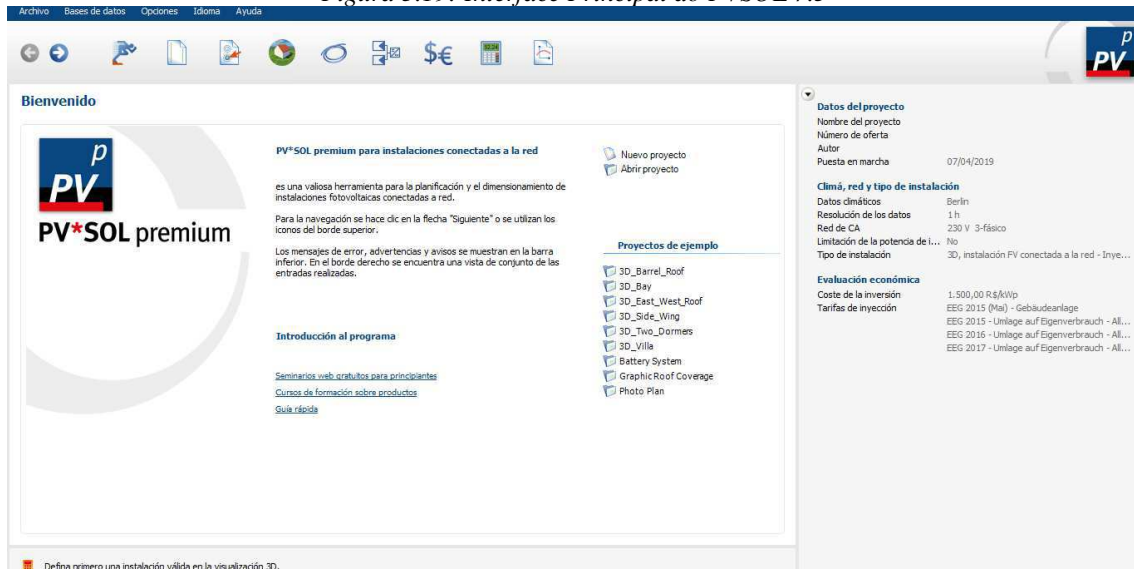 Archivo Bases de datos Opciones Idioma Ayuda
$€
p
PV
Bienvenido
p
PV
PV*SOL premium
PV*SOL premium para instalaciones conectadas a la red
es una valiosa herramienta para la planificación y el dimensionamiento de
instalaciones fotovoltaicas conectadas a red.
Para la navegación se hace clic en la flecha "Siguiente" o se utilizan los
iconos del borde superior.
Los mensajes de error, advertencias y avisos se muestran en la barra
inferior. En el borde derecho se encuentra una vista de conjunto de las
entradas realizadas.
Introducción al programa
Seminarios web gratuitos para principiantes
Cursos de formación sobre productos
Guía rápida
Nuevo proyecto
Abrir proyecto
Proyectos de ejemplo
3D_Barrel_Roof
3D_Bay
3D_East_West_Roof
3D_Side_Wing
3D_Two_Dormers
3D_Villa
Battery System
Graphic Roof Coverage
Photo Plan
Datos del proyecto
Nombre del proyecto
Número de oferta
Autor
Puesta en marcha 07/04/2019
Climá, red y tipo de instalación
Datos climáticos Berlin
Resolución de los datos 1 h
Red de CA 230 V 3-fásico
Limitación de la potencia de i... No
Tipo de instalación 3D, instalación FV conectada a la red - Inye...
Evaluación económica
Coste de la inversión 1.500,00 R$/kWp
Tarifas de inyección EEG 2015 (Mai) - Gebäudeanlage
EEG 2015 - Umlage auf Eigenverbrauch - All...
EEG 2016 - Umlage auf Eigenverbrauch - All...
EEG 2017 - Umlage auf Eigenverbrauch - All...
Defina primero una instalación válida en la visualización 3D.